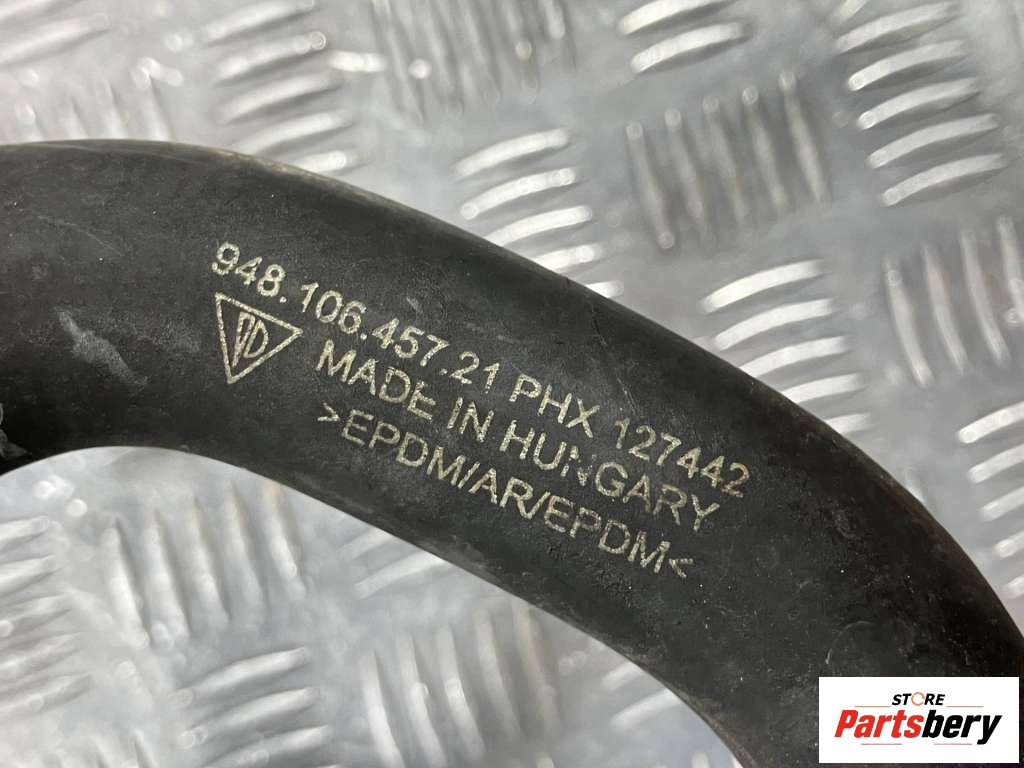 948.106.457.21 PHX 127442
MADE IN HUNGARY
>EPDM/AR/EPDM<
STORE
Partsbery